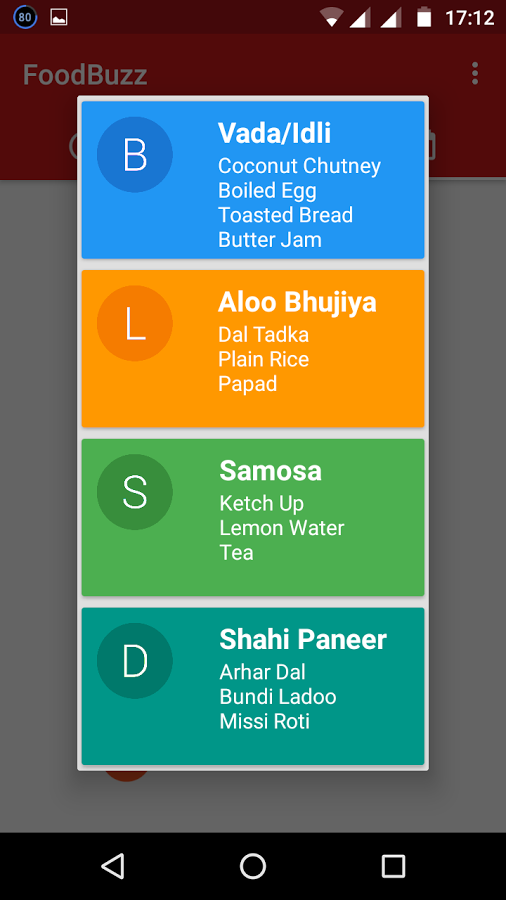 80
17:12
FoodBuzz
B
Vada/Idli
Coconut Chutney
Boiled Egg
Toasted Bread
Butter Jam
L
Aloo Bhujiya
Dal Tadka
Plain Rice
Papad
S
Samosa
Ketch Up
Lemon Water
Tea
D
Shahi Paneer
Arhar Dal
Bundi Ladoo
Missi Roti